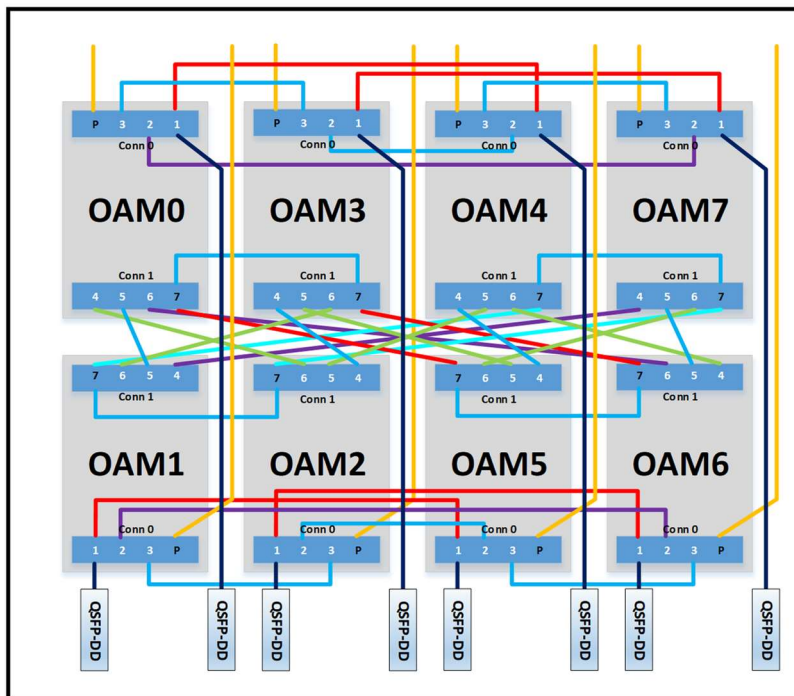 P 3 2 1 P 3 2 1 P 3 2 1 P 3 2 1
Conn 0 Conn 0 Conn 0 Conn 0
OAM0 OAM3 OAM4 OAM7
Conn 1 Conn 1 Conn 1 Conn 1
4 5 6 7 4 5 6 7 4 5 6 7 4 5 6 7
7 6 5 4 7 6 5 4 7 6 5 4 7 6 5 4
Conn 1 Conn 1 Conn 1 Conn 1
OAM1 OAM2 OAM5 OAM6
Conn 0 Conn 0 Conn 0 Conn 0
1 2 3 P 1 2 3 P 1 2 3 P 1 2 3 P
QSFP-DD QSFP-DD QSFP-DD QSFP-DD QSFP-DD QSFP-DD QSFP-DD QSFP-DD